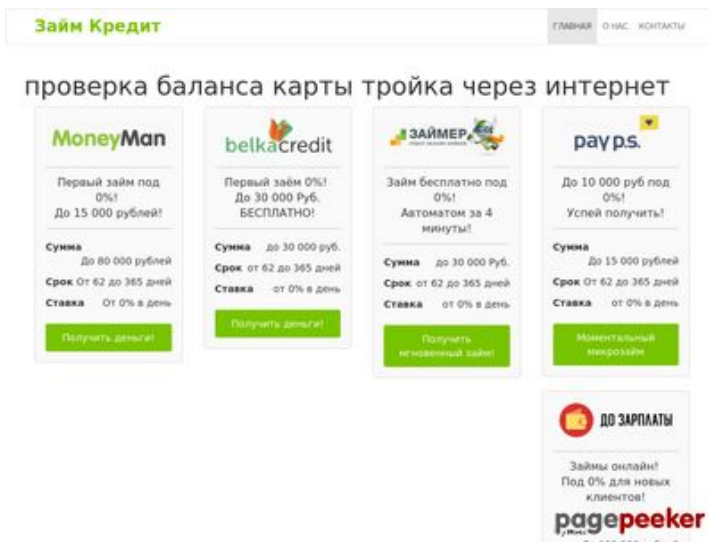 Займ Кредит
ГЛАВНАЯ О НАС КОНТАКТЫ
проверка баланса карты тройка через интернет
MoneyMan
Первый займ под
0%!
До 15 000 рублей!
Сумма
До 80 000 рублей
Срок От 62 до 365 дней
Ставка От 0% в день
Получить деньги!
belkacredit
Первый заём 0%!
До 30 000 Руб.
БЕСПЛАТНО!
Сумма до 30 000 руб.
Срок от 62 до 365 дней
Ставка от 0% в день
Получить деньги!
ЗАЙМЕР
Займ бесплатно под
0%!
Автоматом за 4
минуты!
Сумма до 30 000 Руб.
Срок от 62 до 365 дней
Ставка от 0% в день
Получить
мгновенный займ!
pay p.s.
До 10 000 руб под
0%!
Успей получить!
Сумма
До 15 000 рублей
Срок От 62 до 365 дней
Ставка От 0% в день
Моментальный
микрозайм
ДО ЗАРПЛАТЫ
Займы онлайн!
Под 0% для новых
клиентов!
pagepeeker